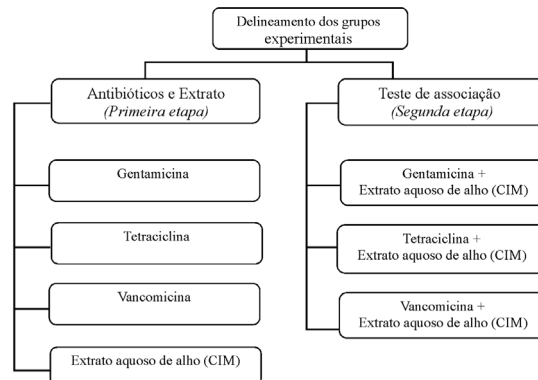 Delineamento dos grupos
experimentais
Antibióticos e Extrato
(Primeira etapa)
Gentamicina
Tetraciclina
Vancomicina
Extrato aquoso de alho (CIM)
Teste de associação
(Segunda etapa)
Gentamicina +
Extrato aquoso de alho (CIM)
Tetraciclina +
Extrato aquoso de alho (CIM)
Vancomicina +
Extrato aquoso de alho (CIM)